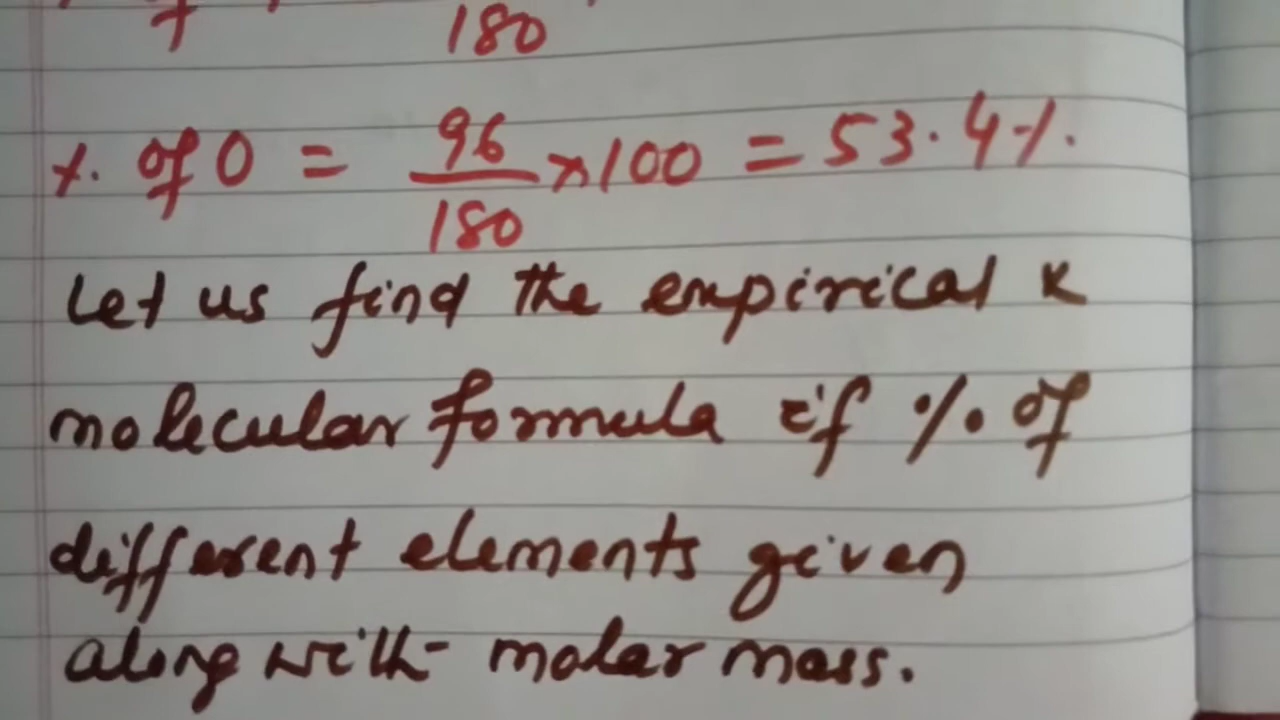 180
% of O = 96/180 × 100 = 53.4%
Let us find the empirical &
molecular formula if % of
different elements given
along with molar mass.